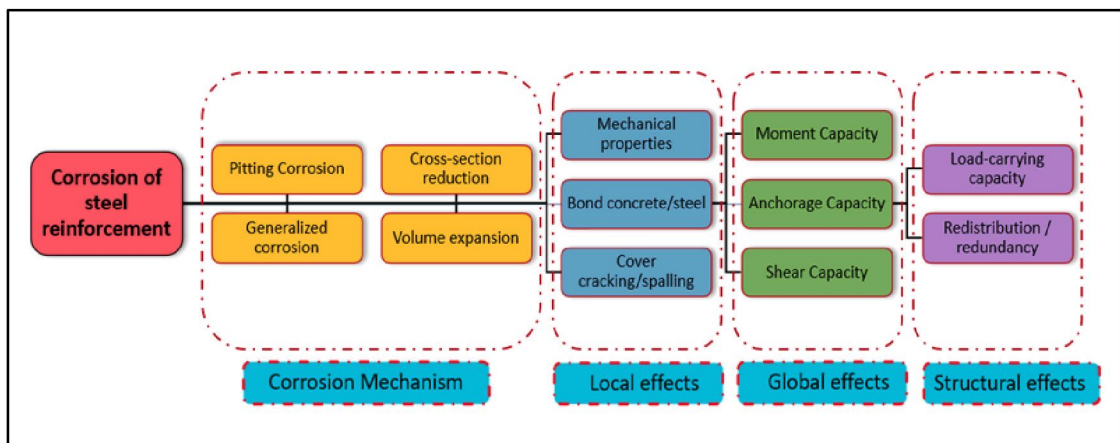 Corrosion of
steel
reinforcement
Pitting Corrosion
Generalized
corrosion
Cross-section
reduction
Volume expansion
Mechanical
properties
Bond concrete/steel
Cover
cracking/spalling
Moment Capacity
Anchorage Capacity
Shear Capacity
Load-carrying
capacity
Redistribution /
redundancy
Corrosion Mechanism
Local effects
Global effects
Structural effects